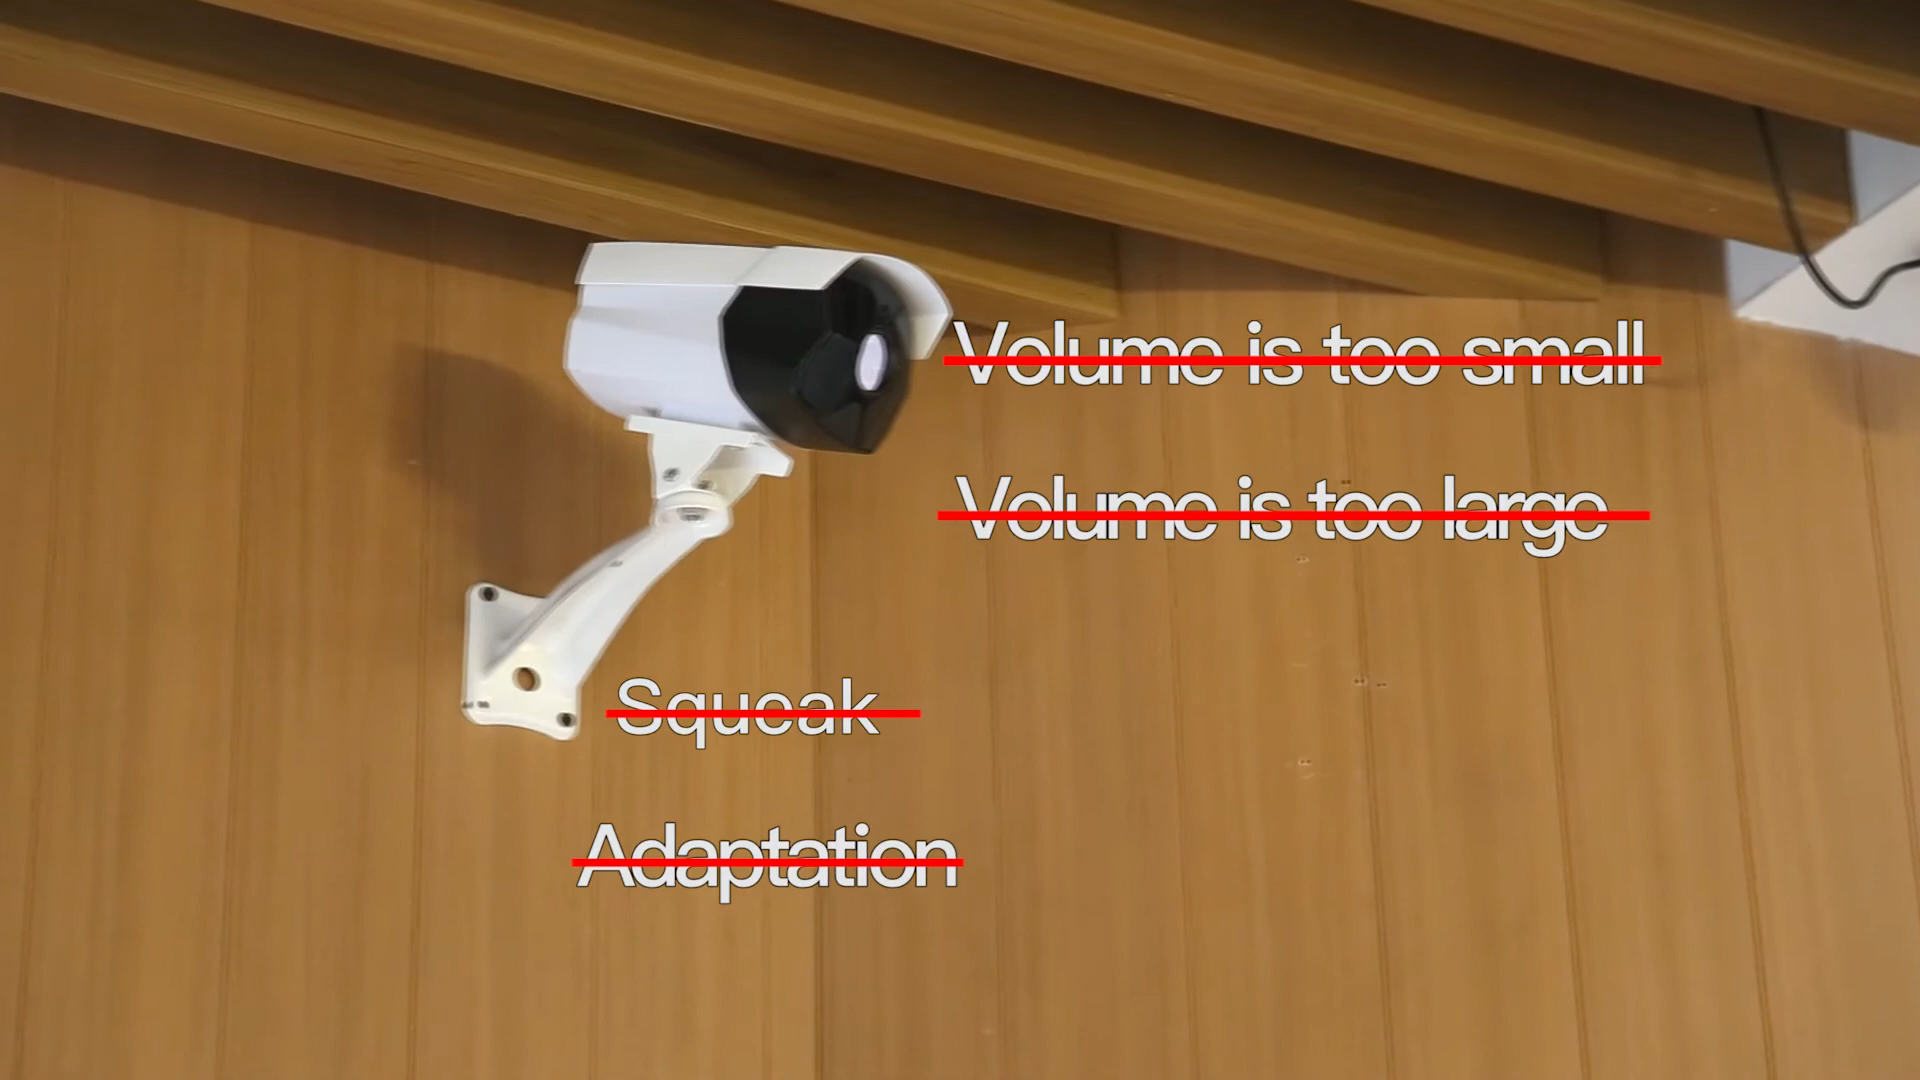 Volume is too small
Volume is too large
Squeak
Adaptation